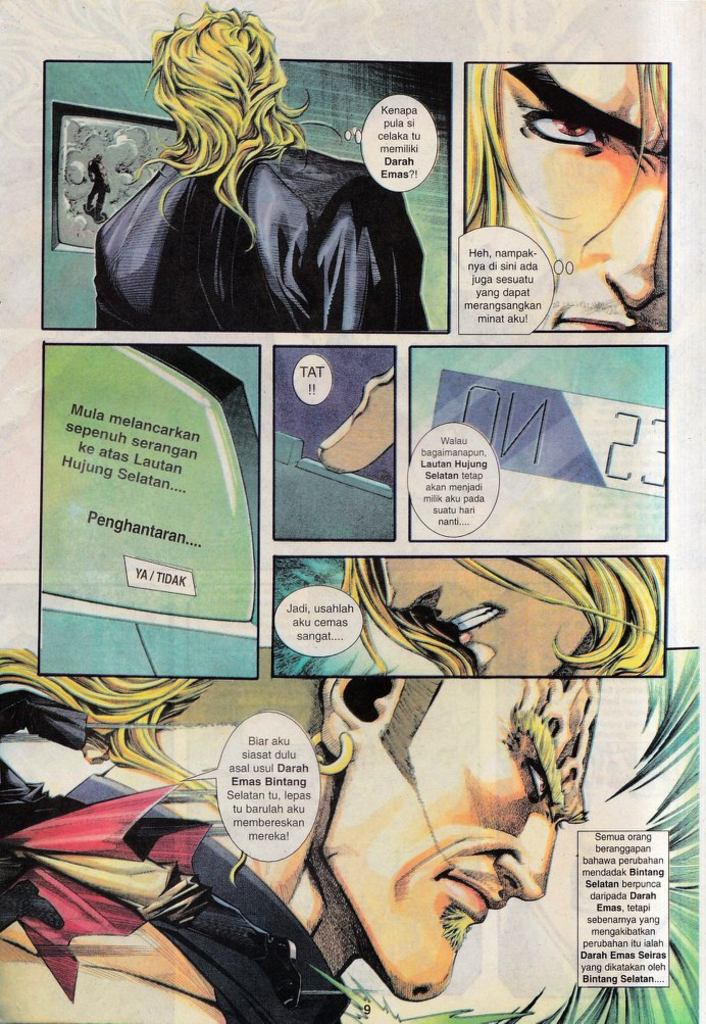 Kenapa
pula si
celaka tu
memiliki
Darah
Emas?!
Heh, nampak-
nya di sini ada
juga sesuatu
yang dapat
merangsangkan
minat aku!
Mula melancarkan
sepenuh serangan
ke atas Lautan
Hujung Selatan....
Penghantaran....
YA / TIDAK
TAT
!!
ON 23
Walau
bagaimanapun,
Lautan Hujung
Selatan tetap
akan menjadi
milik aku pada
suatu hari
nanti....
Jadi, usahlah
aku cemas
sangat....
Biar aku
siasat dulu
asal usul Darah
Emas Bintang
Selatan tu, lepas
tu barulah aku
membereskan
mereka!
Semua orang
beranggapan
bahawa perubahan
mendadak Bintang
Selatan berpunca
daripada Darah
Emas, tetapi
sebenarnya yang
mengakibatkan
perubahan itu ialah
Darah Emas Seiras
yang dikatakan oleh
Bintang Selatan....
9